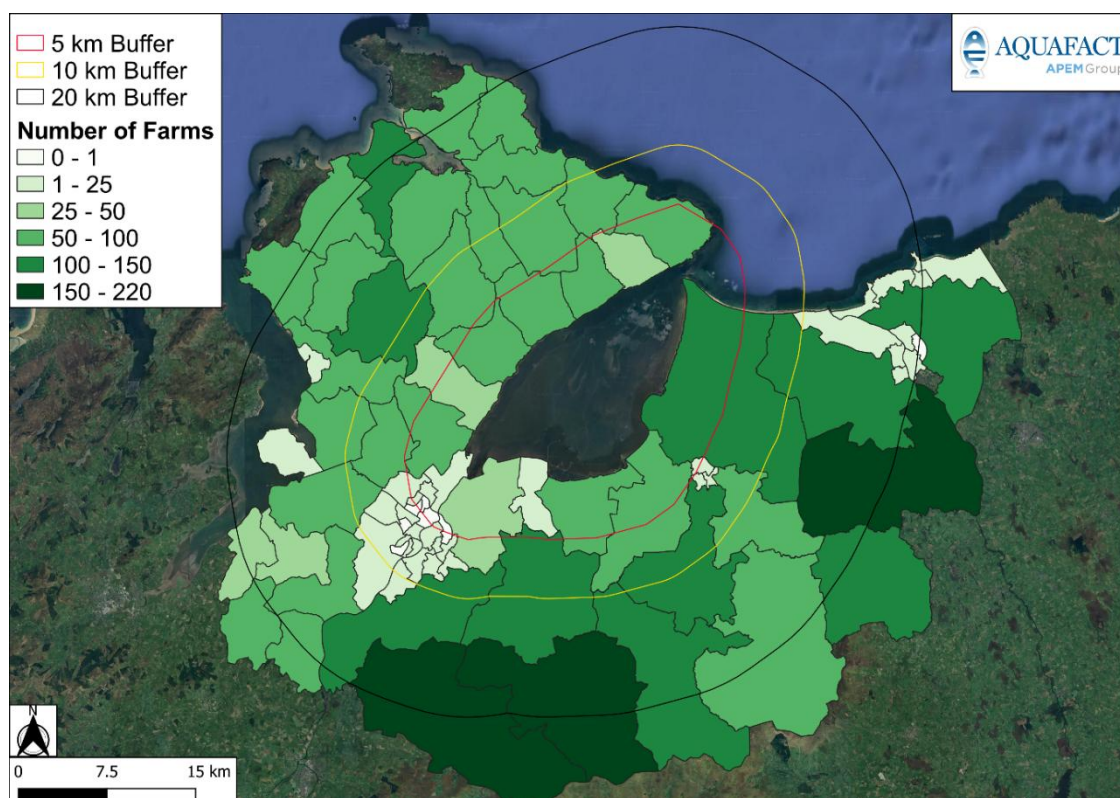 5 km Buffer
10 km Buffer
20 km Buffer
Number of Farms
0 - 1
1 - 25
25 - 50
50 - 100
100 - 150
150 - 220
AQUAFACT
APEM Group
N
0 7.5 15 km